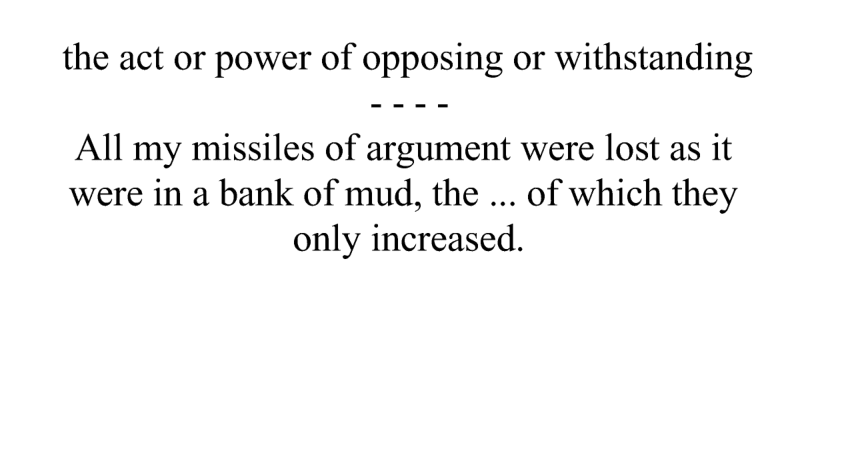 the act or power of opposing or withstanding
- - - -
All my missiles of argument were lost as it
were in a bank of mud, the ... of which they
only increased.